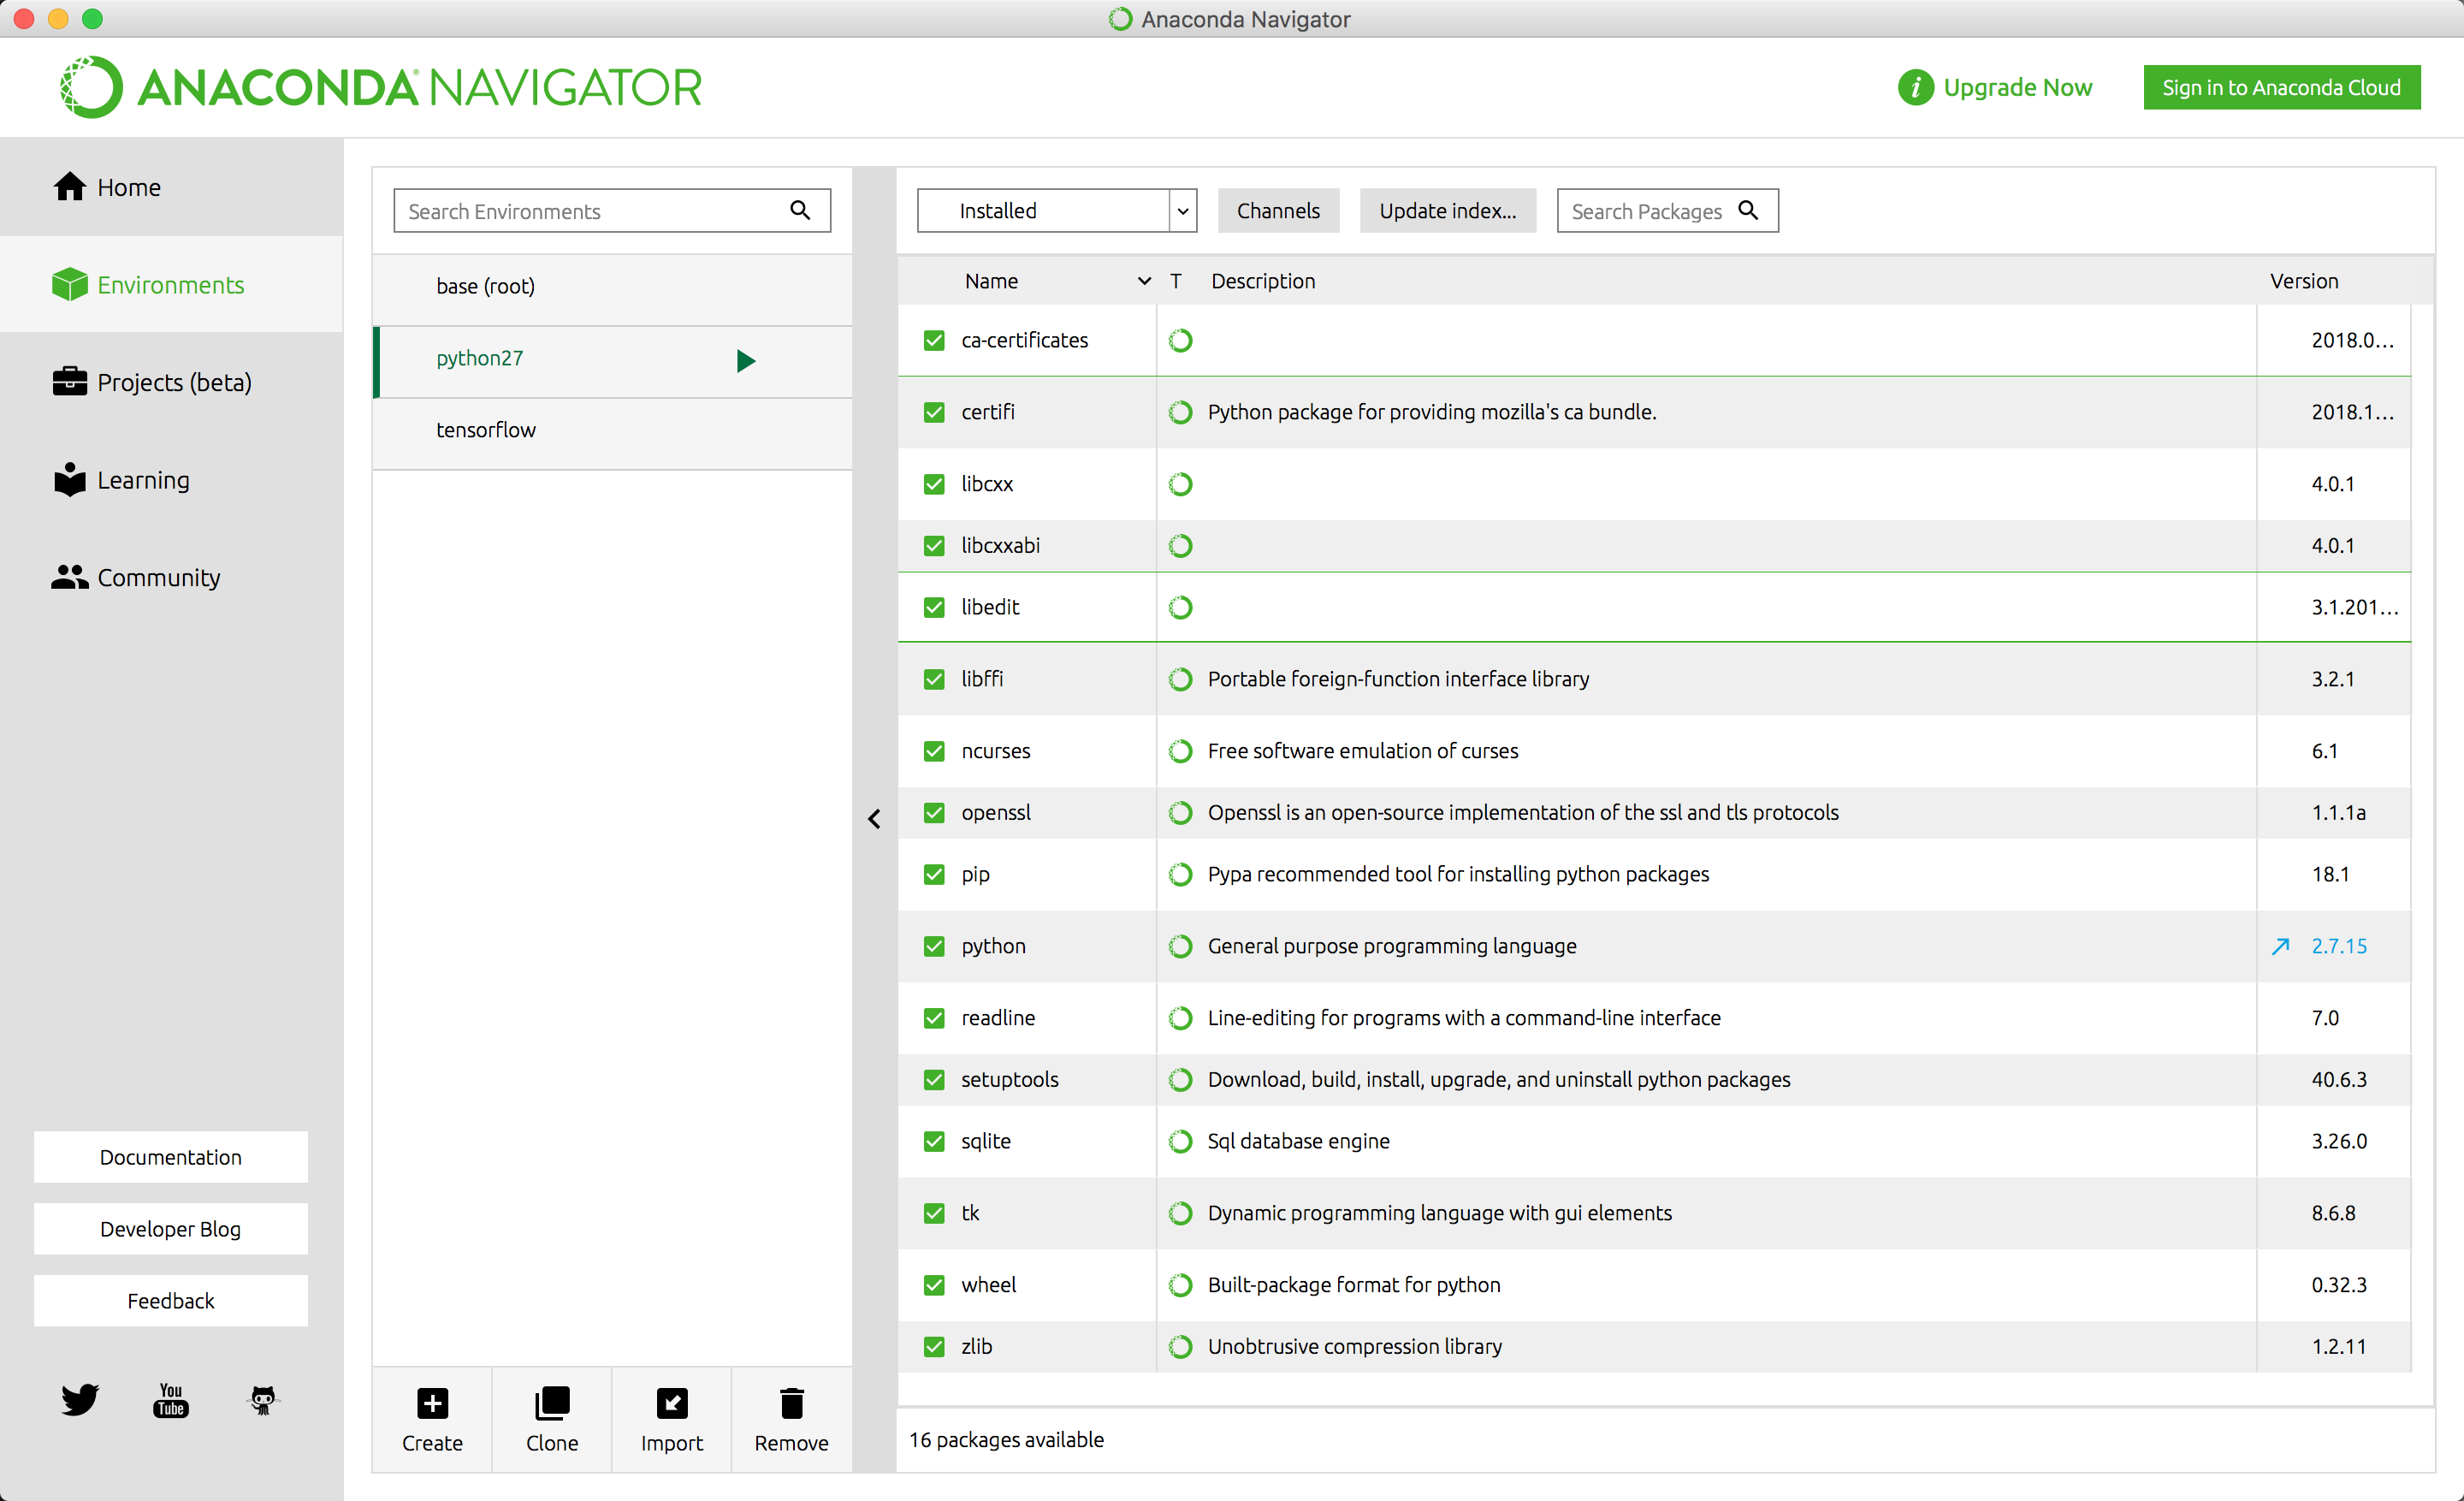 Anaconda Navigator
ANACONDA NAVIGATOR
Upgrade Now
Sign in to Anaconda Cloud
Home
Environments
Projects (beta)
Learning
Community
Documentation
Developer Blog
Feedback
You
Tube
Search Environments
base (root)
python27
tensorflow
Create
Clone
Import
Remove
Installed
Channels
Update index...
Search Packages
Name T Description Version
ca-certificates 2018.0...
certifi Python package for providing mozilla's ca bundle. 2018.1...
libcxx 4.0.1
libcxxabi 4.0.1
libedit 3.1.201...
libffi Portable foreign-function interface library 3.2.1
ncurses Free software emulation of curses 6.1
openssl Openssl is an open-source implementation of the ssl and tls protocols 1.1.1a
pip Pypa recommended tool for installing python packages 18.1
python General purpose programming language 2.7.15
readline Line-editing for programs with a command-line interface 7.0
setuptools Download, build, install, upgrade, and uninstall python packages 40.6.3
sqlite Sql database engine 3.26.0
tk Dynamic programming language with gui elements 8.6.8
wheel Built-package format for python 0.32.3
zlib Unobtrusive compression library 1.2.11
16 packages available